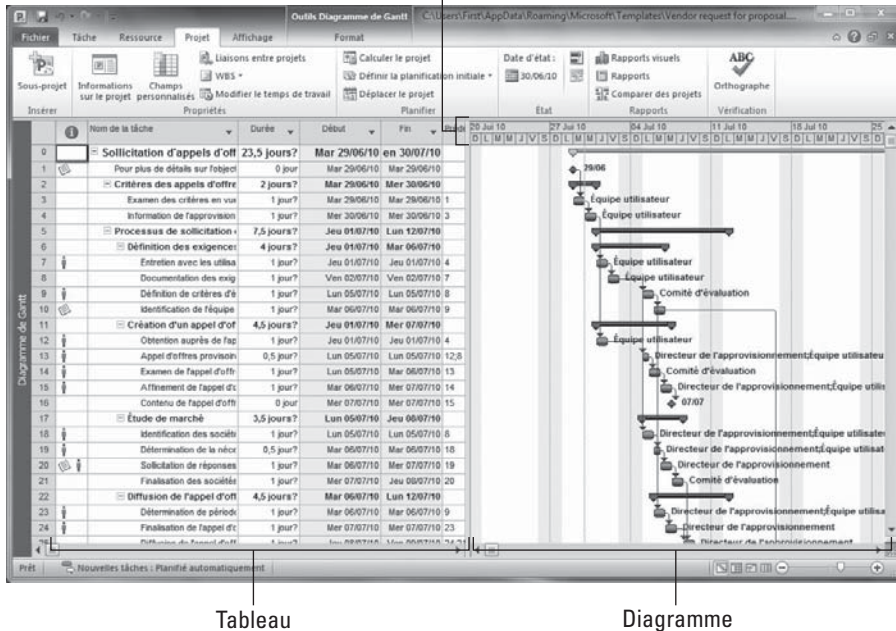 Outils Diagramme de Gantt C:\Users\First\AppData\Roaming\Microsoft\Templates\Vendor request for proposal....
Fichier Tâche Ressource Projet Affichage Format
Sous-projet
Informations sur le projet
Champs personnalisés
Liaisons entre projets
WBS
Modifier le temps de travail
Calculer le projet
Définir la planification initiale
Déplacer le projet
Date d'état :
30/06/10
Rapports visuels
Rapports
Comparer des projets
ABC
Orthographe
Insérer Propriétés Planifier État Rapports Vérification
Nom de la tâche Durée Début Fin Préde
20 Jui 10 27 Jui 10 04 Jul 10 11 Jul 10 18 Jul 10 25
D L M M J V S D L M M J V S D L M M J V S D L M M J V S D L M M J V S D
0 Sollicitation d'appels d'off 23,5 jours? Mar 29/06/10 en 30/07/10
1 Pour plus de détails sur l'object 0 jour Mar 29/06/10 Mar 29/06/10 29/06
2 Critères des appels d'offre 2 jours? Mar 29/06/10 Mer 30/06/10
3 Examen des critères en vue 1 jour? Mar 29/06/10 Mar 29/06/10 1 Équipe utilisateur
4 Information de l'approvision 1 jour? Mer 30/06/10 Mer 30/06/10 3 Équipe utilisateur
5 Processus de sollicitation 7,5 jours? Jeu 01/07/10 Lun 12/07/10
6 Définition des exigences 4 jours? Jeu 01/07/10 Mar 06/07/10
7 Entretien avec les utilisa 1 jour? Jeu 01/07/10 Jeu 01/07/10 4 Équipe utilisateur
8 Documentation des exig 1 jour? Ven 02/07/10 Ven 02/07/10 7 Équipe utilisateur
9 Définition de critères d'é 1 jour? Lun 05/07/10 Lun 05/07/10 8 Comité d'évaluation
10 Identification de l'équipe 1 jour? Mar 06/07/10 Mar 06/07/10 9
11 Création d'un appel d'of 4,5 jours? Jeu 01/07/10 Mer 07/07/10
12 Obtention auprès de l'ap 1 jour? Jeu 01/07/10 Jeu 01/07/10 4 Équipe utilisateur
13 Appel d'offres provisoire 0,5 jour? Lun 05/07/10 Lun 05/07/10 12;8 Directeur de l'approvisionnement;Équipe utilisateu
14 Examen de l'appel d'offr 1 jour? Lun 05/07/10 Mar 06/07/10 13 Comité d'évaluation
15 Affinement de l'appel d'c 1 jour? Mar 06/07/10 Mer 07/07/10 14 Directeur de l'approvisionnement;Équipe utilis
16 Contenu de l'appel d'offr 0 jour Mer 07/07/10 Mer 07/07/10 15 07/07
17 Étude de marché 3,5 jours? Lun 05/07/10 Jeu 08/07/10
18 Identification des sociéti 1 jour? Lun 05/07/10 Lun 05/07/10 8 Directeur de l'approvisionnement;Équipe utilisate
19 Détermination de la néce 0,5 jour? Mar 06/07/10 Mar 06/07/10 18 Directeur de l'approvisionnement;Équipe utilisat
20 Sollicitation de réponses 1 jour? Mar 06/07/10 Mer 07/07/10 19 Directeur de l'approvisionnement
21 Finalisation des sociétés 1 jour? Mer 07/07/10 Jeu 08/07/10 20 Comité d'évaluation
22 Diffusion de l'appel d'off 4,5 jours? Mar 06/07/10 Lun 12/07/10
23 Détermination de période 1 jour? Mar 06/07/10 Mar 06/07/10 9 Directeur de l'approvisionnement;Équipe utilisa
24 Finalisation de l'appel d'c 1 jour? Mer 07/07/10 Mer 07/07/10 23 Directeur de l'approvisionnement
Diagramme de Gantt
Prêt Nouvelles tâches : Planifié automatiquement
Tableau Diagramme